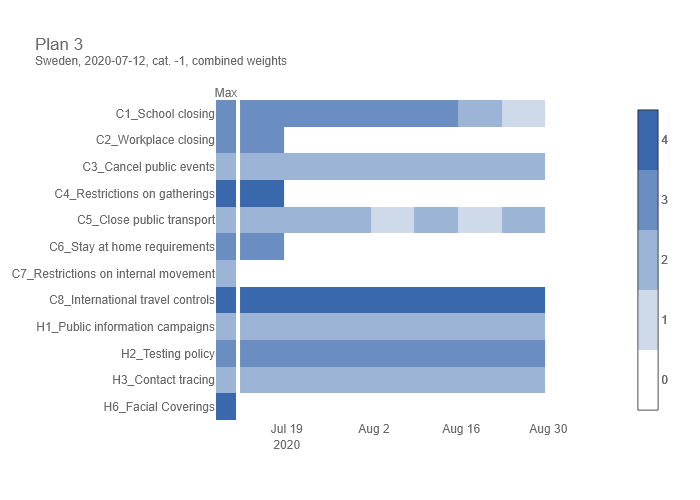 Plan 3
Sweden, 2020-07-12, cat. -1, combined weights
Max
C1_School closing
C2_Workplace closing
C3_Cancel public events
C4_Restrictions on gatherings
C5_Close public transport
C6_Stay at home requirements
C7_Restrictions on internal movement
C8_International travel controls
H1_Public information campaigns
H2_Testing policy
H3_Contact tracing
H6_Facial Coverings
Jul 19 Aug 2 Aug 16 Aug 30
2020
4
3
2
1
0